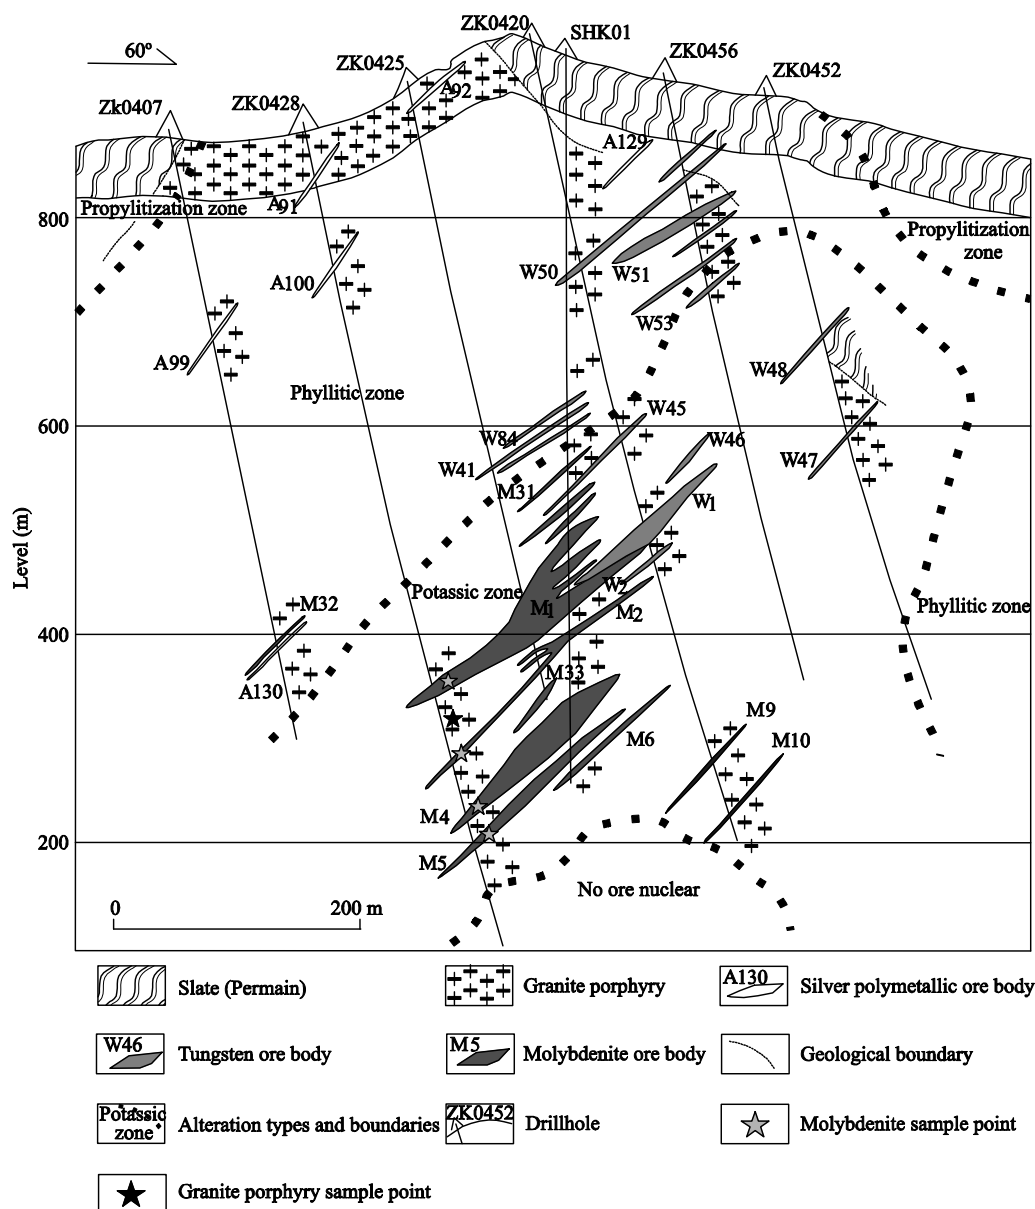 ZK0420
SHK01
60°
ZK0456
ZK0425
ZK0452
A92
Zk0407
ZK0428
A129
A91
Propylitization zone
800
Propylitization
zone
W50
W51
A100
W53
A99
W48
Phyllitic zone
W45
600
W84
W46
W41
W47
M31
W1
Level (m)
Potassic zone
W2
M32
M1
M2
Phyllitic zone
400
M33
A130
M9
M6
M10
M4
200
M5
No ore nuclear
0
200 m
Slate (Permain)
Granite porphyry
A130
Silver polymetallic ore body
W46
Tungsten ore body
M5
Molybdenite ore body
Geological boundary
Potassic
zone
Alteration types and boundaries
ZK0452
Drillhole
Molybdenite sample point
Granite porphyry sample point